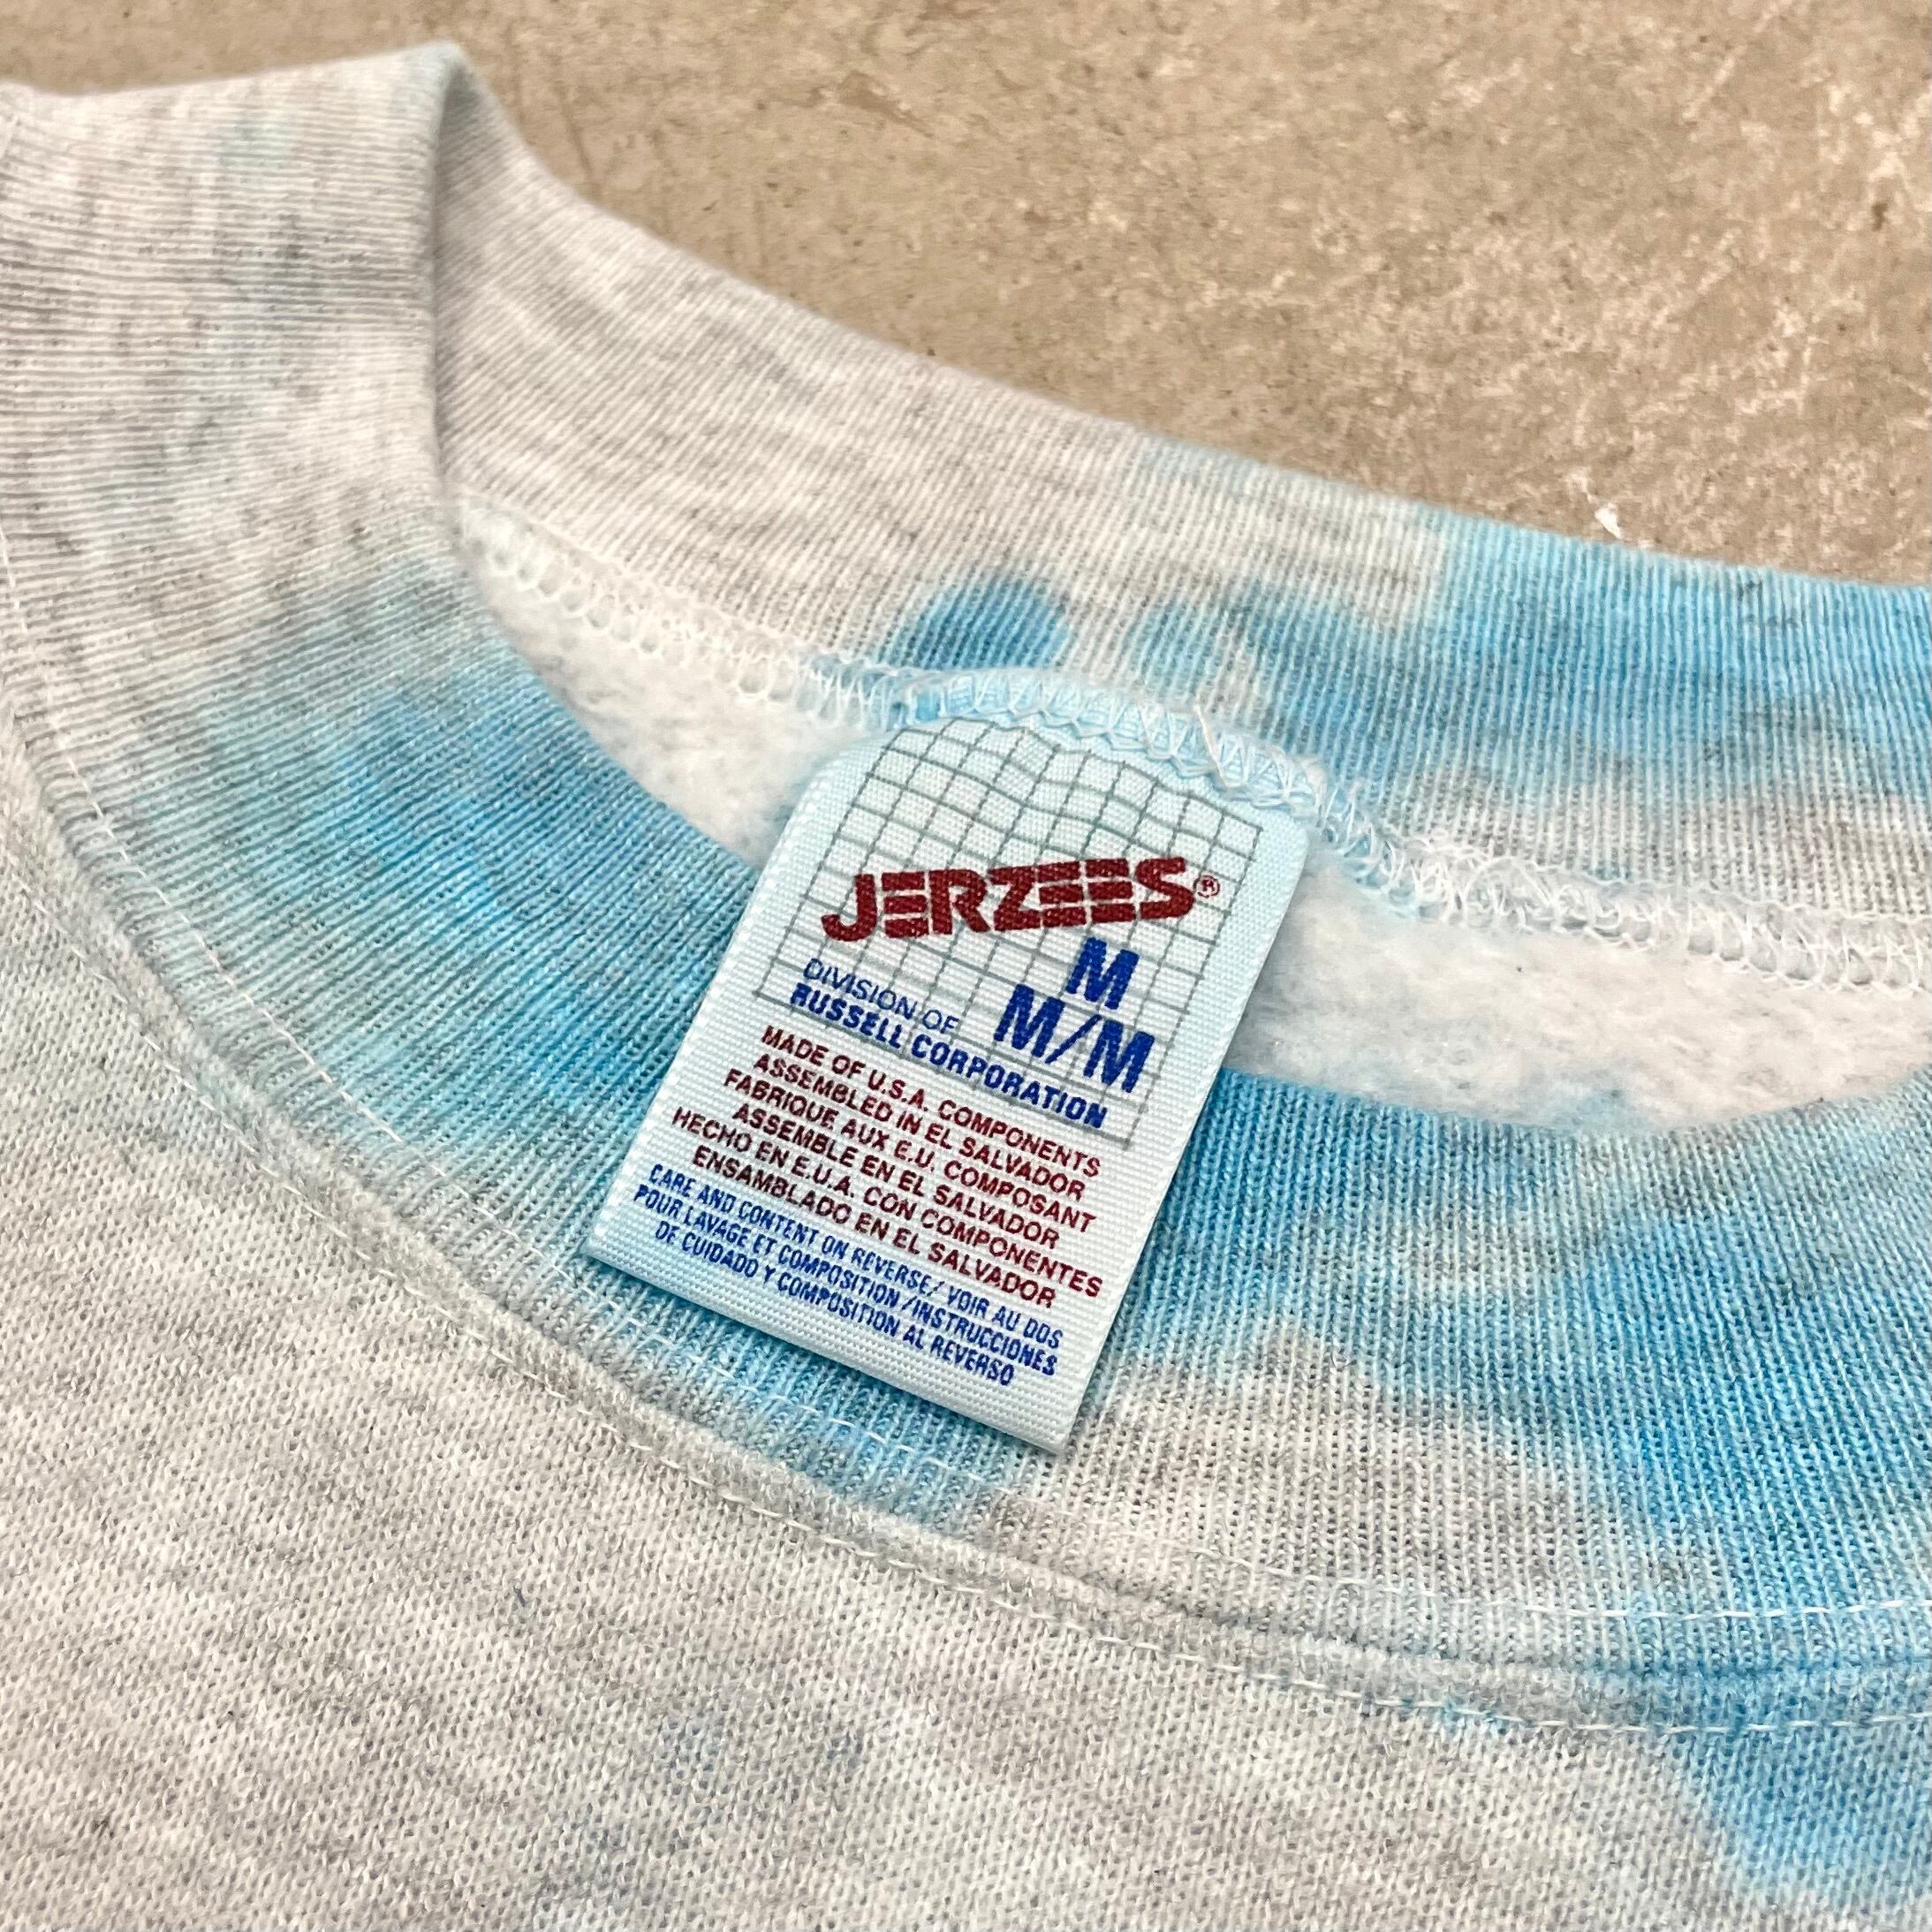 JERZEES®
M
M/M
DIVISION OF
RUSSELL CORPORATION
MADE OF U.S.A. COMPONENTS
ASSEMBLED IN EL SALVADOR
FABRIQUE AUX E.U. COMPOSANT
ASSEMBLE EN EL SALVADOR
HECHO EN E.U.A. CON COMPONENTES
ENSAMBLADO EN EL SALVADOR
CARE AND CONTENT ON REVERSE/ VOIR AU DOS
POUR LAVAGE ET COMPOSITION /INSTRUCCIONES
DE CUIDADO Y COMPOSITION AL REVERSO